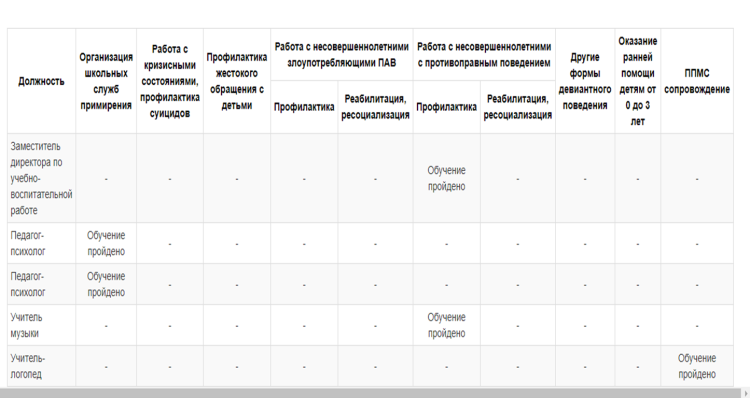 Должность
Организация
школьных
служб
примирения
Работа с
кризисными
состояниями,
профилактика
суицидов
Профилактика
жестокого
обращения с
детьми
Работа с несовершеннолетними
злоупотребляющими ПАВ
Профилактика
Реабилитация,
ресоциализация
Работа с несовершеннолетними
с противоправным поведением
Профилактика
Реабилитация,
ресоциализация
Другие
формы
девиантного
поведения
Оказание
ранней
помощи
детям от
0 до 3
лет
ППМС
сопровождение
Заместитель
директора по
учебно-
воспитательной
работе
- - - - -
Обучение
пройдено
- - - -
Педагог-
психолог
Обучение
пройдено
- - - - - - - - -
Педагог-
психолог
Обучение
пройдено
- - - - - - - - -
Учитель
музыки
- - - - -
Обучение
пройдено
- - - -
Учитель-
логопед
- - - - - - - - -
Обучение
пройдено